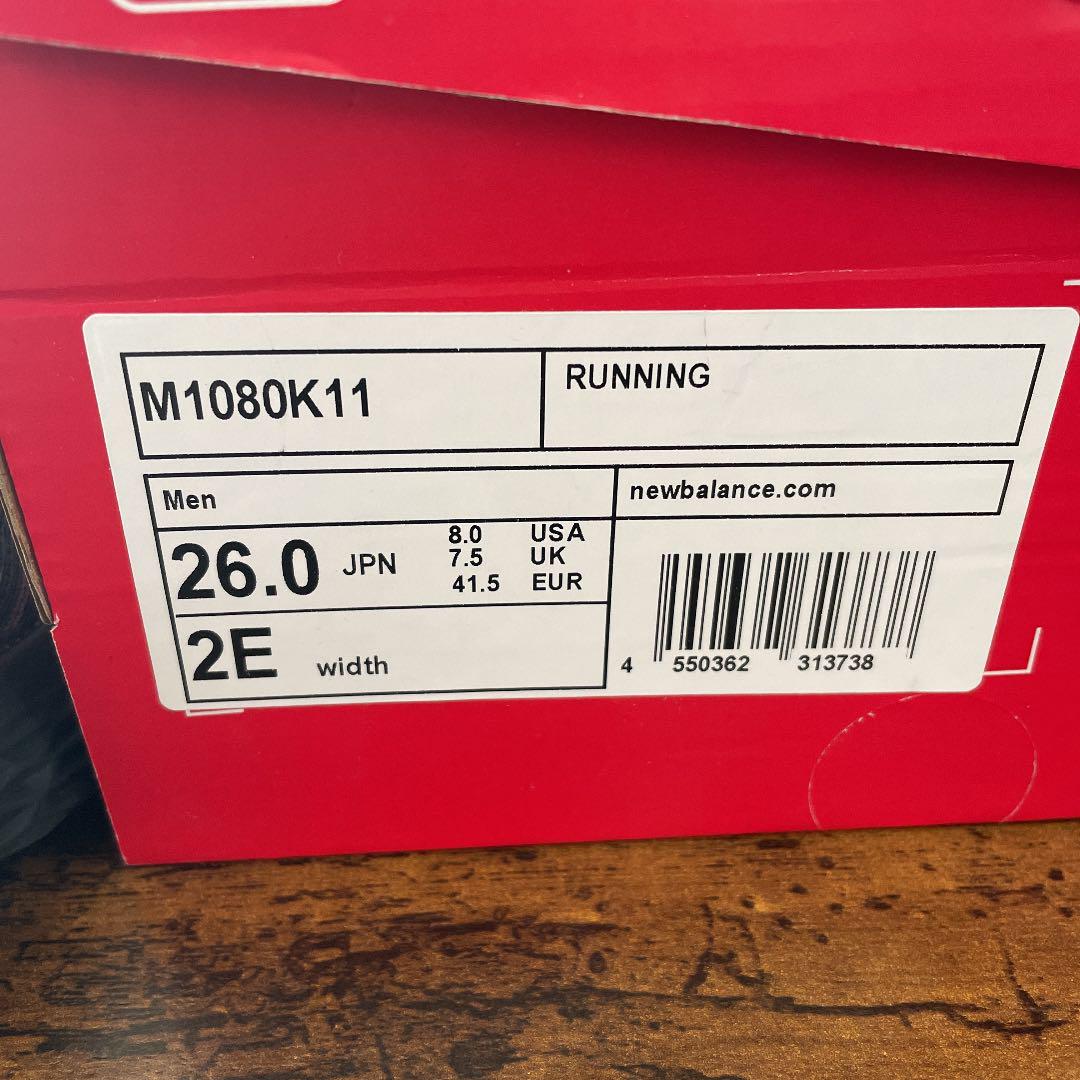 M1080K11
RUNNING
Men
newbalance.com
26.0 JPN
8.0 USA
7.5 UK
41.5 EUR
2E width
4 550362 313738